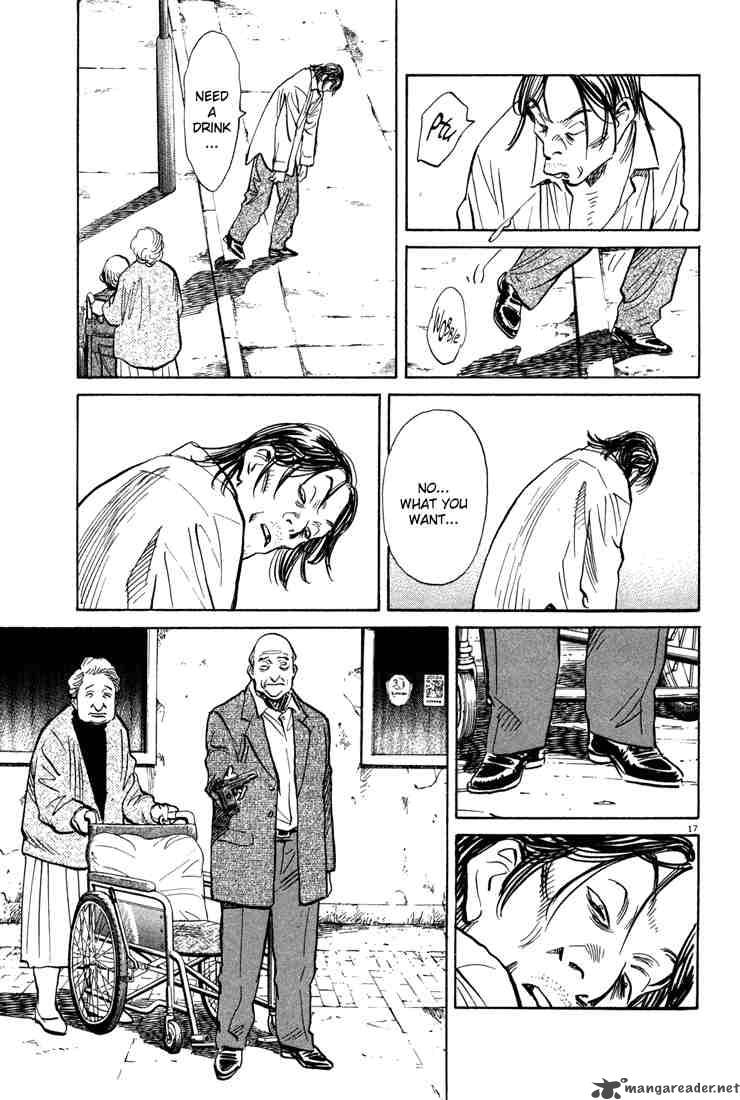 NEED
A
DRINK
...
Ptu
WOBBLE
NO...
WHAT YOU
WANT...
17
mangareader.net